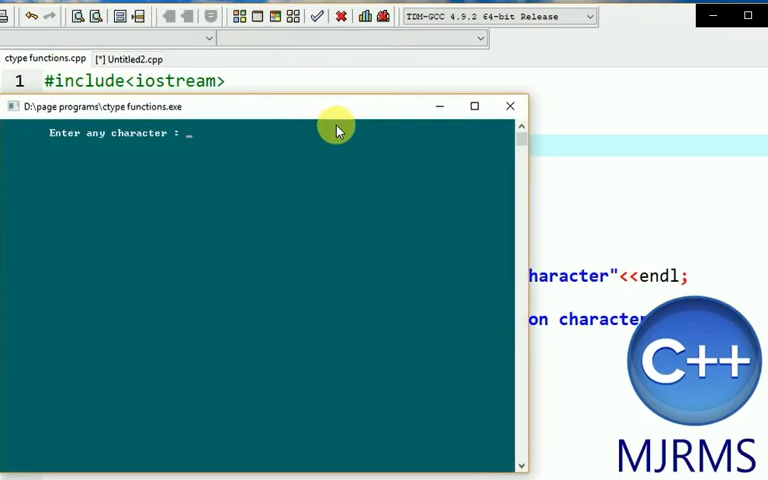 TDM-GCC 4.9.2 64-bit Release
ctype functions.cpp [*] Untitled2.cpp
1 #include<iostream>
D:\page programs\ctype functions.exe
Enter any character : _
haracter"<<endl;
on character
C++
MJRMS